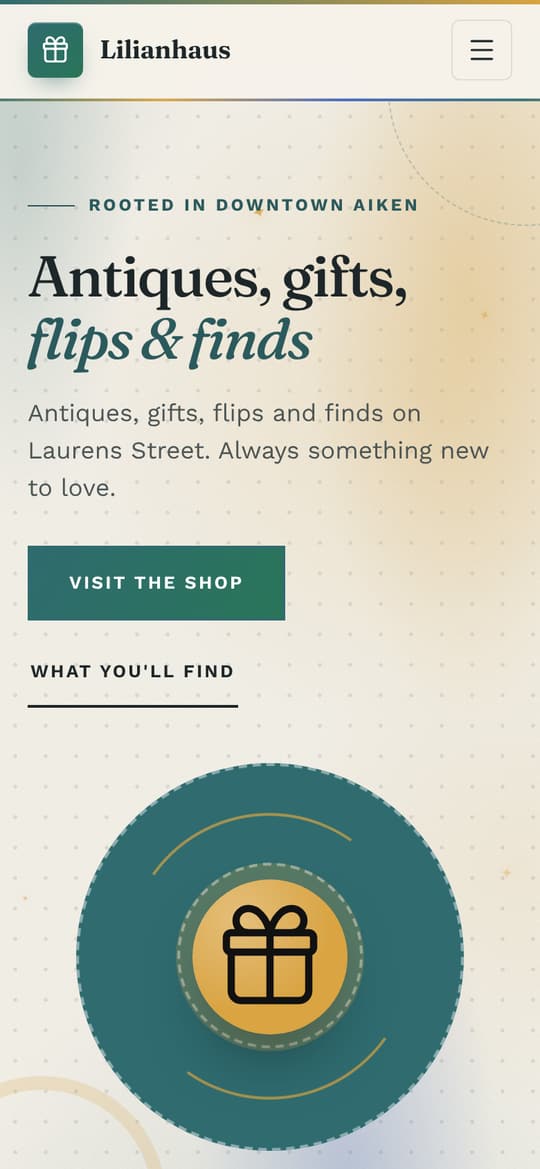 Lilianhaus
ROOTED IN DOWNTOWN AIKEN
Antiques, gifts,
flips & finds
Antiques, gifts, flips and finds on
Laurens Street. Always something new
to love.
VISIT THE SHOP
WHAT YOU'LL FIND